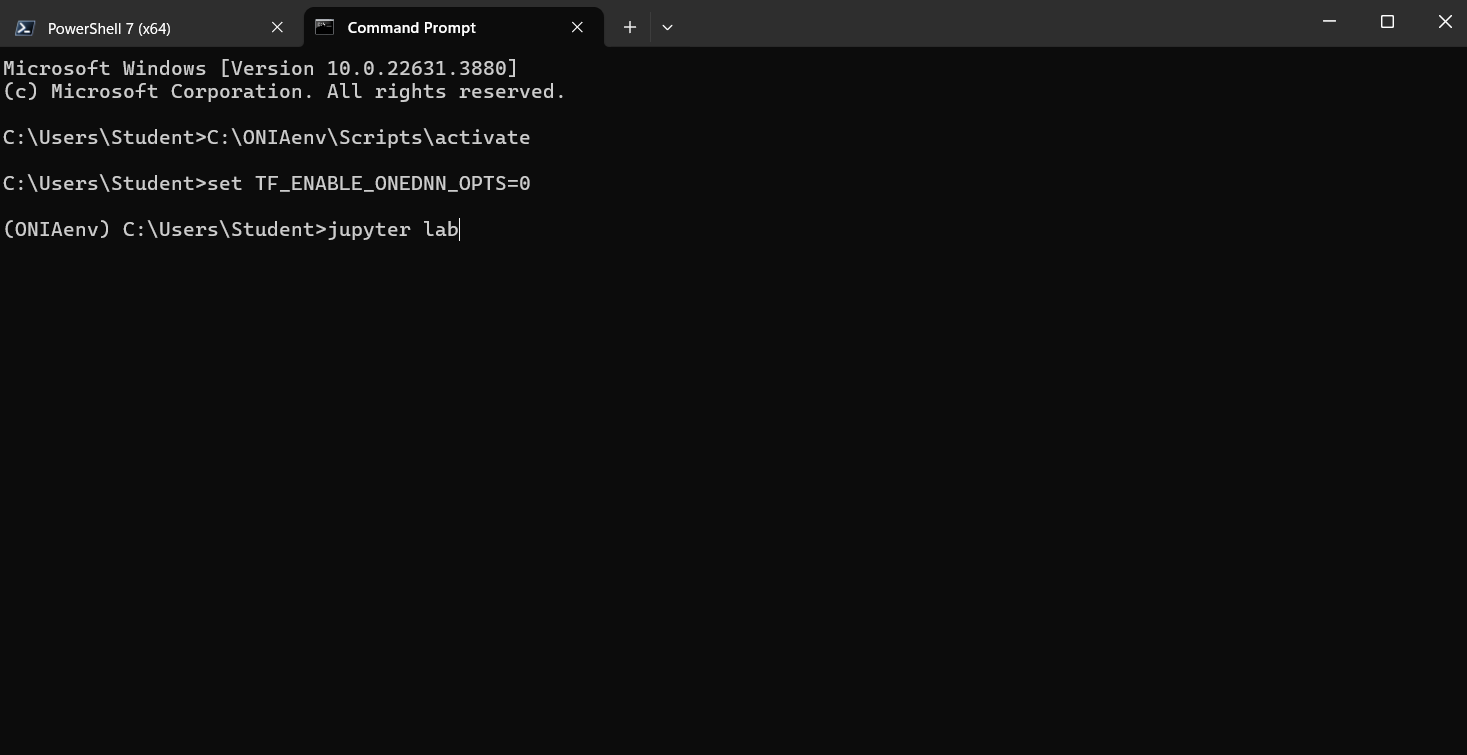 PowerShell 7 (x64)
Command Prompt
Microsoft Windows [Version 10.0.22631.3880]
(c) Microsoft Corporation. All rights reserved.
C:\Users\Student>C:\ONIAenv\Scripts\activate
C:\Users\Student>set TF_ENABLE_ONEDNN_OPTS=0
(ONIAenv) C:\Users\Student>jupyter lab